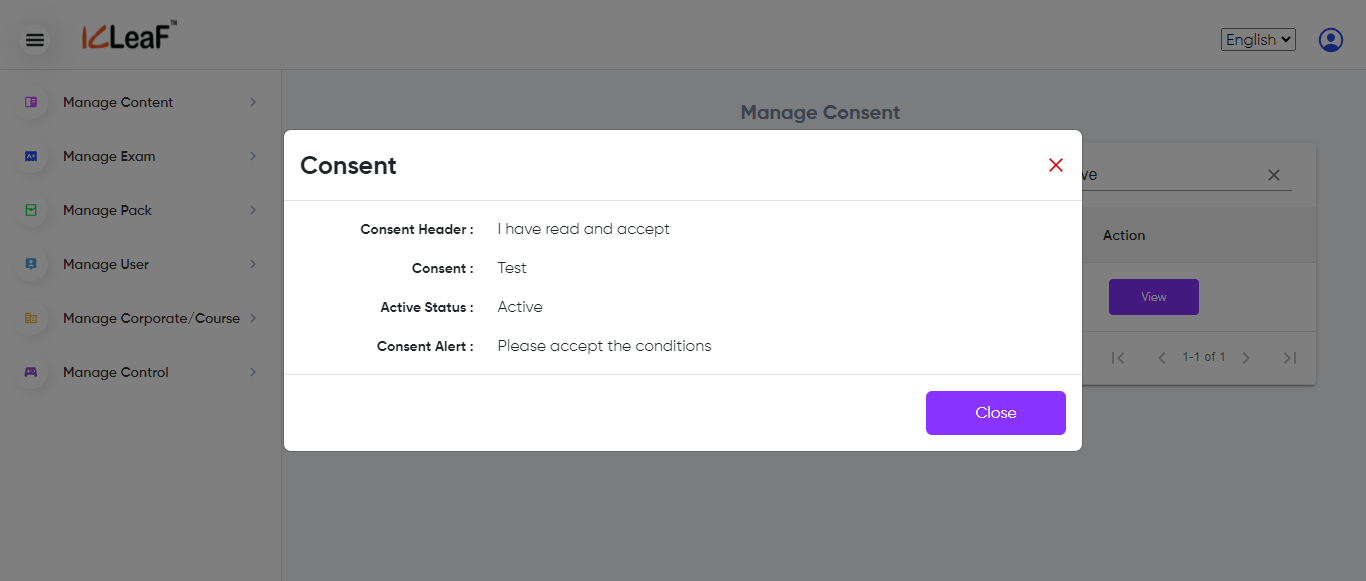 ICLeaF™
English
Manage Content
Manage Exam
Manage Pack
Manage User
Manage Corporate/Course
Manage Control
Manage Consent
ve
Action
View
1-1 of 1
Consent
Consent Header : I have read and accept
Consent : Test
Active Status : Active
Consent Alert : Please accept the conditions
Close